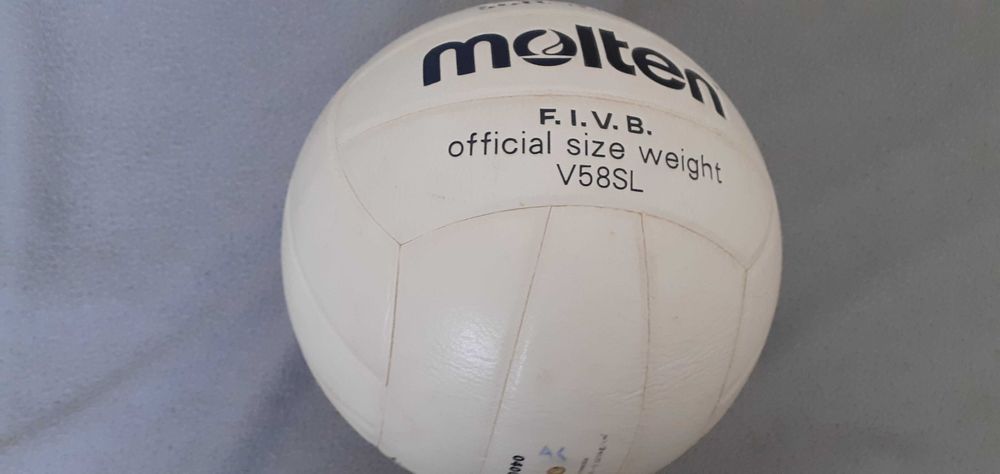 molten
F.I.V.B.
official size weight
V58SL